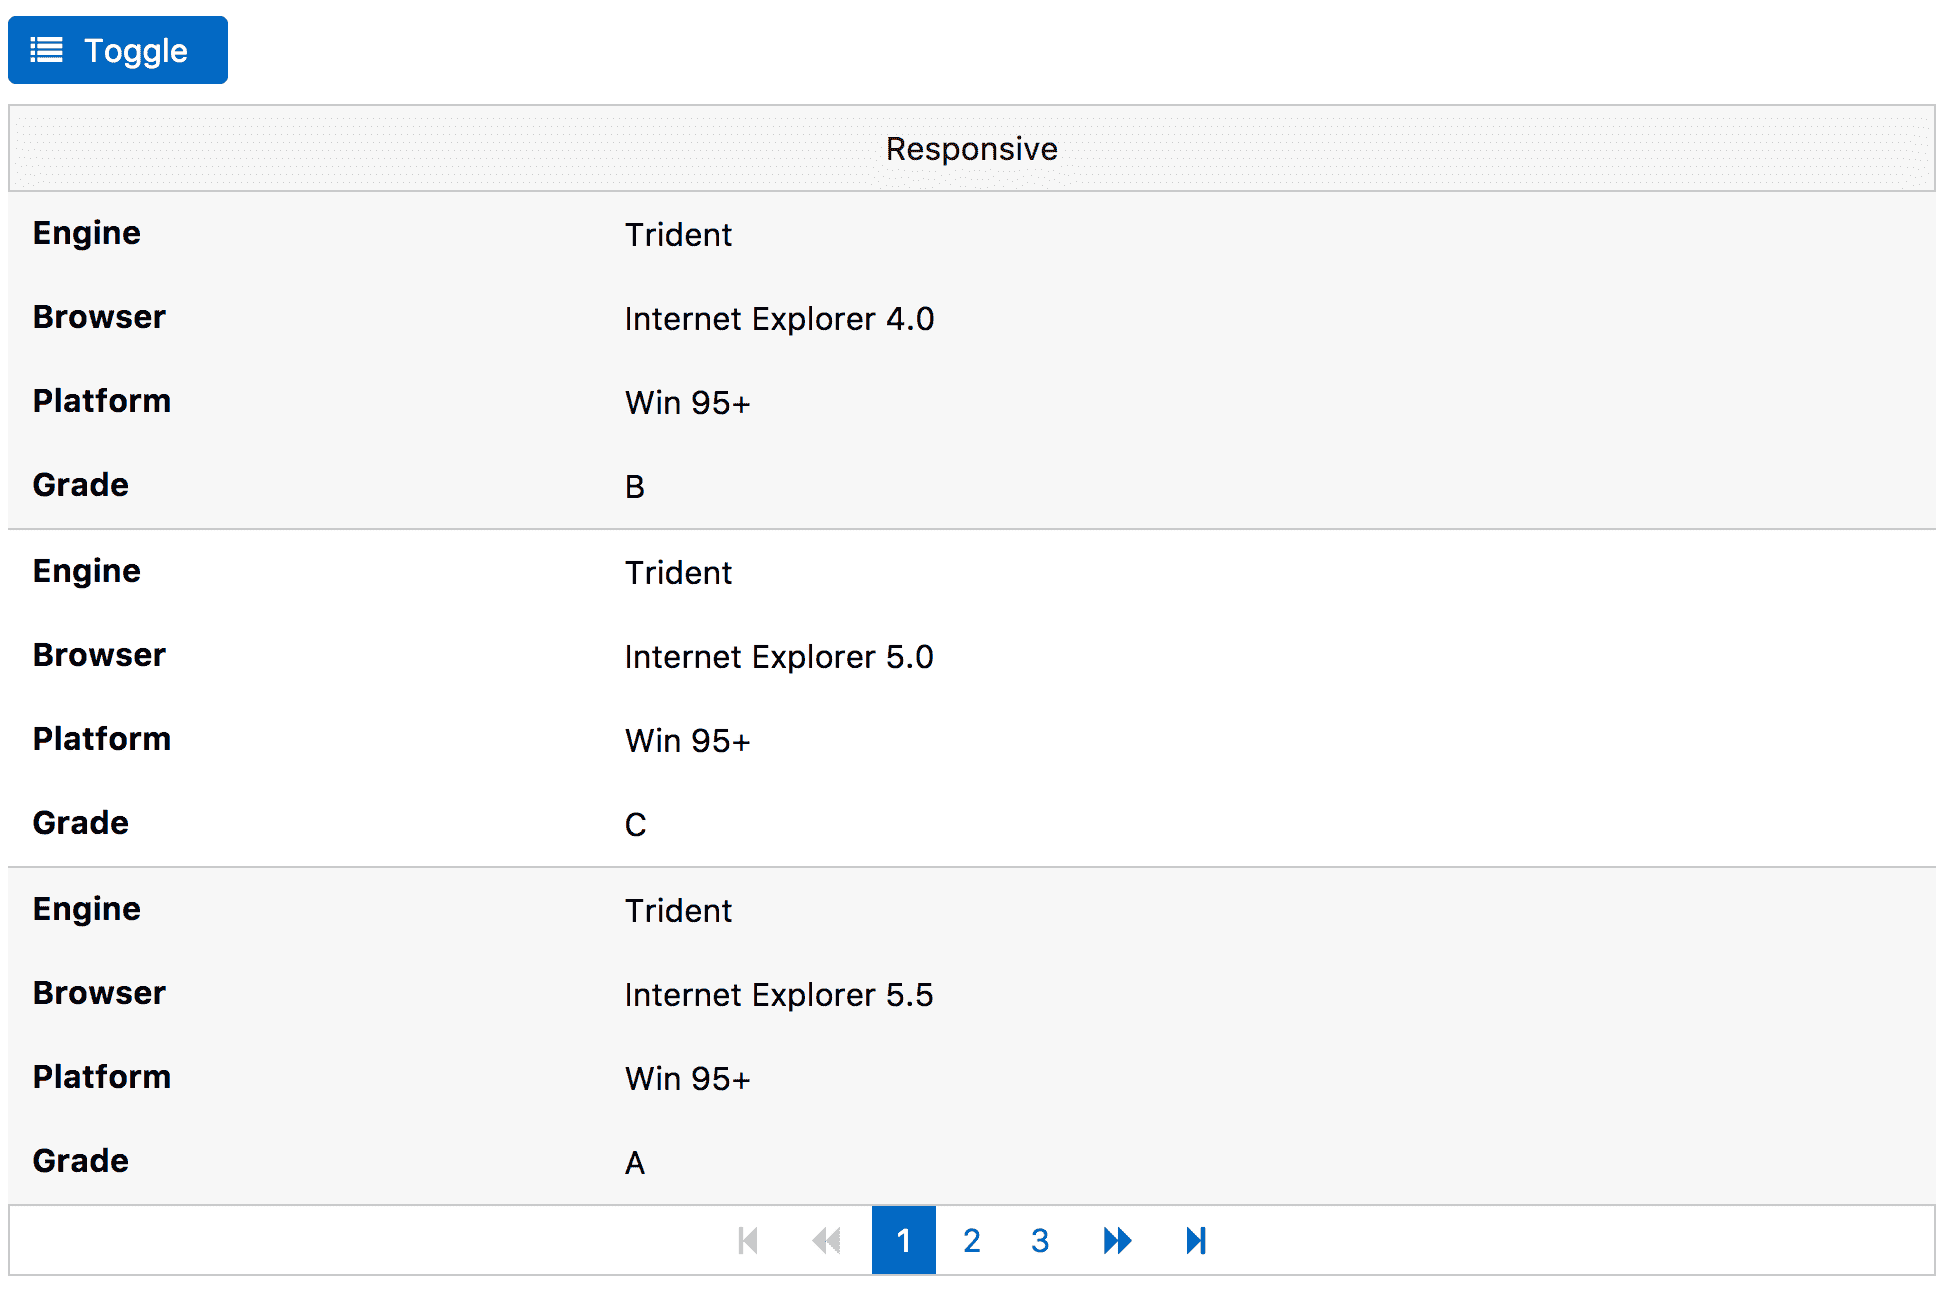 Toggle
Responsive
Engine Trident
Browser Internet Explorer 4.0
Platform Win 95+
Grade B
Engine Trident
Browser Internet Explorer 5.0
Platform Win 95+
Grade C
Engine Trident
Browser Internet Explorer 5.5
Platform Win 95+
Grade A
1 2 3